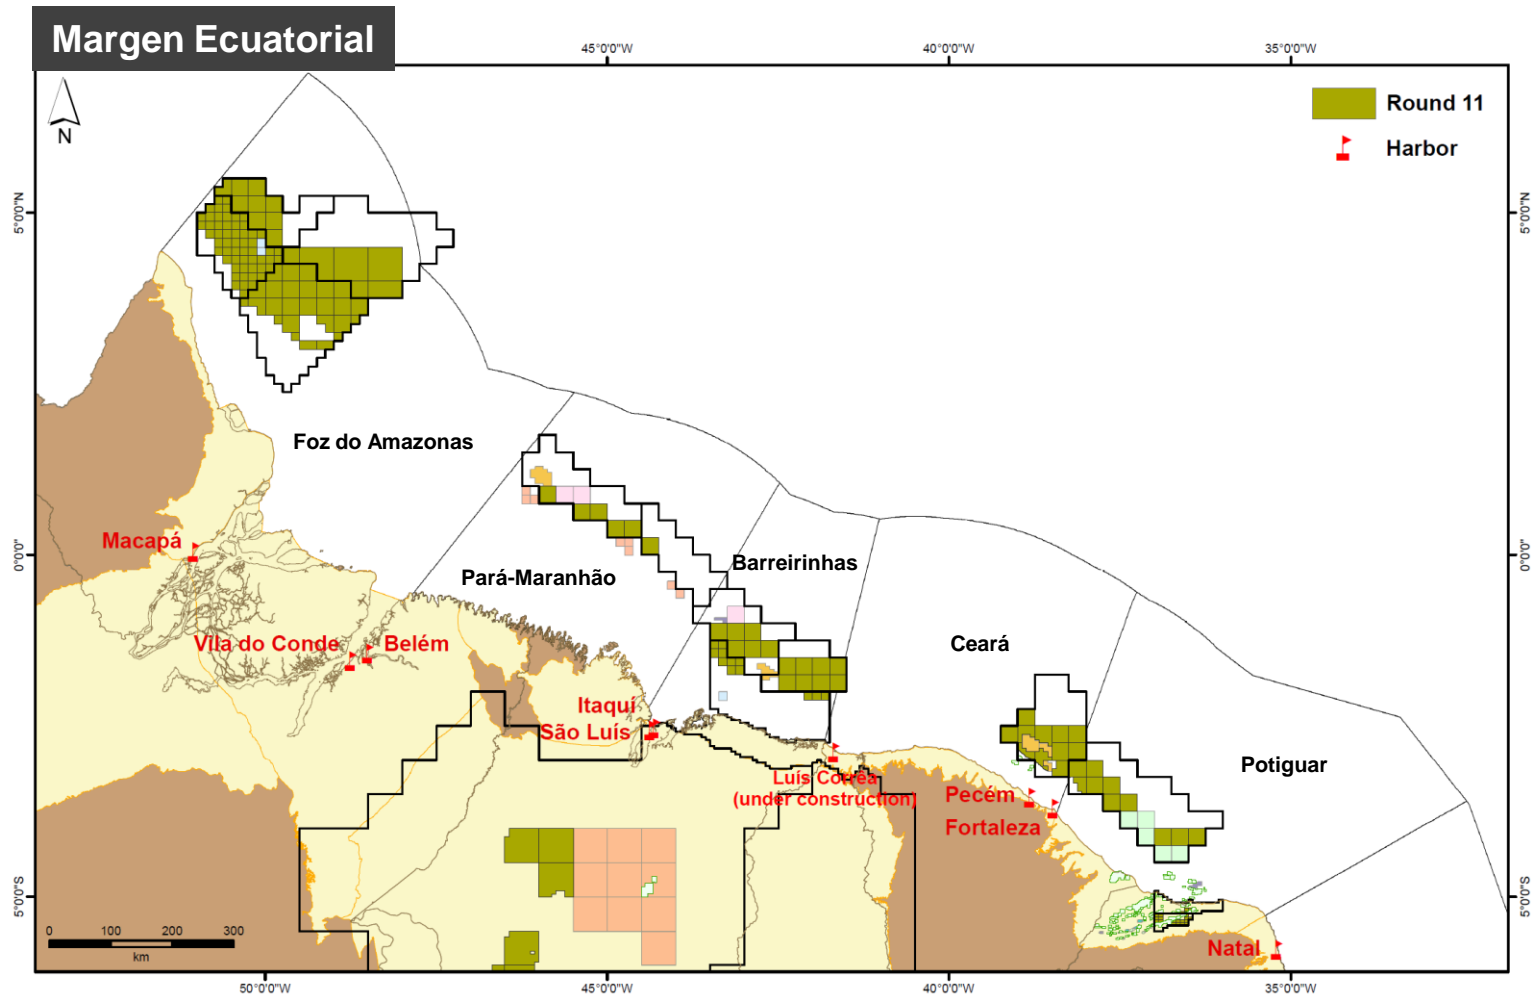 Margen Ecuatorial
45°0'0"W
40°0'0"W
35°0'0"W
N
Round 11
Harbor
5°0'0"N
5°0'0"N
Foz do Amazonas
Macapá
0°0'0"
0°0'0"
Barreirinhas
Pará-Maranhão
Vila do Conde
Belém
Ceará
Itaquí
São Luís
Potiguar
Luís Corrêa
(under construction)
Pecém
Fortaleza
5°0'0"S
5°0'0"S
0 100 200 300
km
Natal
50°0'0"W
45°0'0"W
40°0'0"W
35°0'0"W